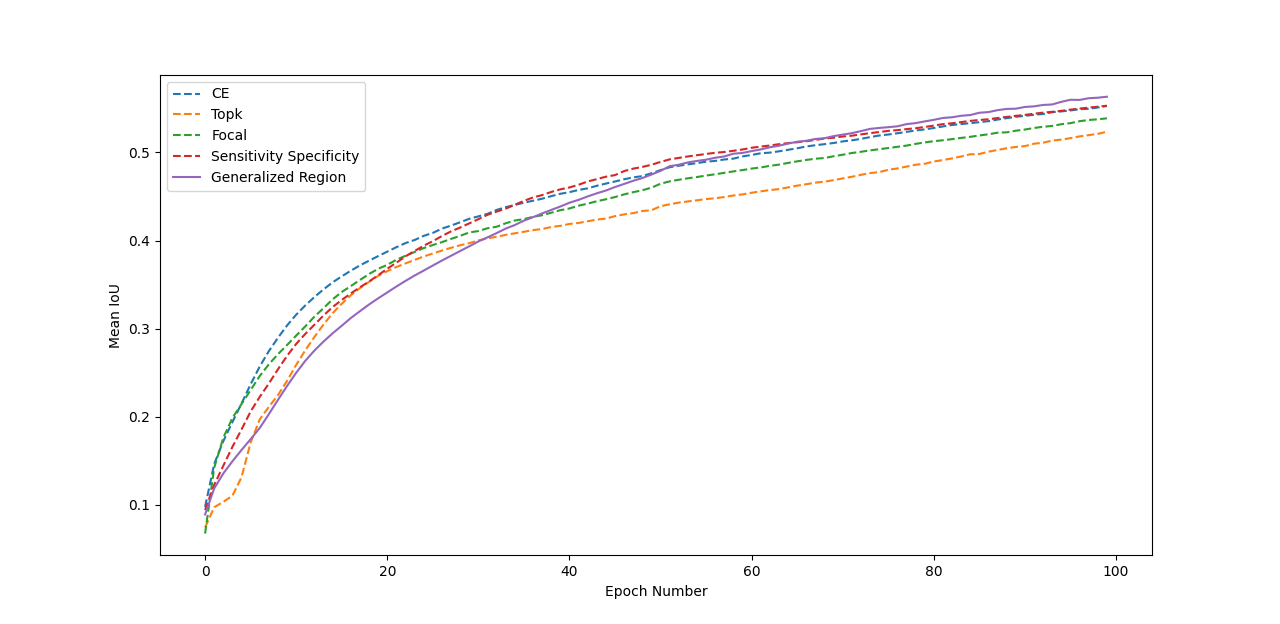 CE
Topk
Focal
Sensitivity Specificity
Generalized Region
0.5
0.4
0.3
0.2
0.1
Mean IoU
0 20 40 60 80 100
Epoch Number